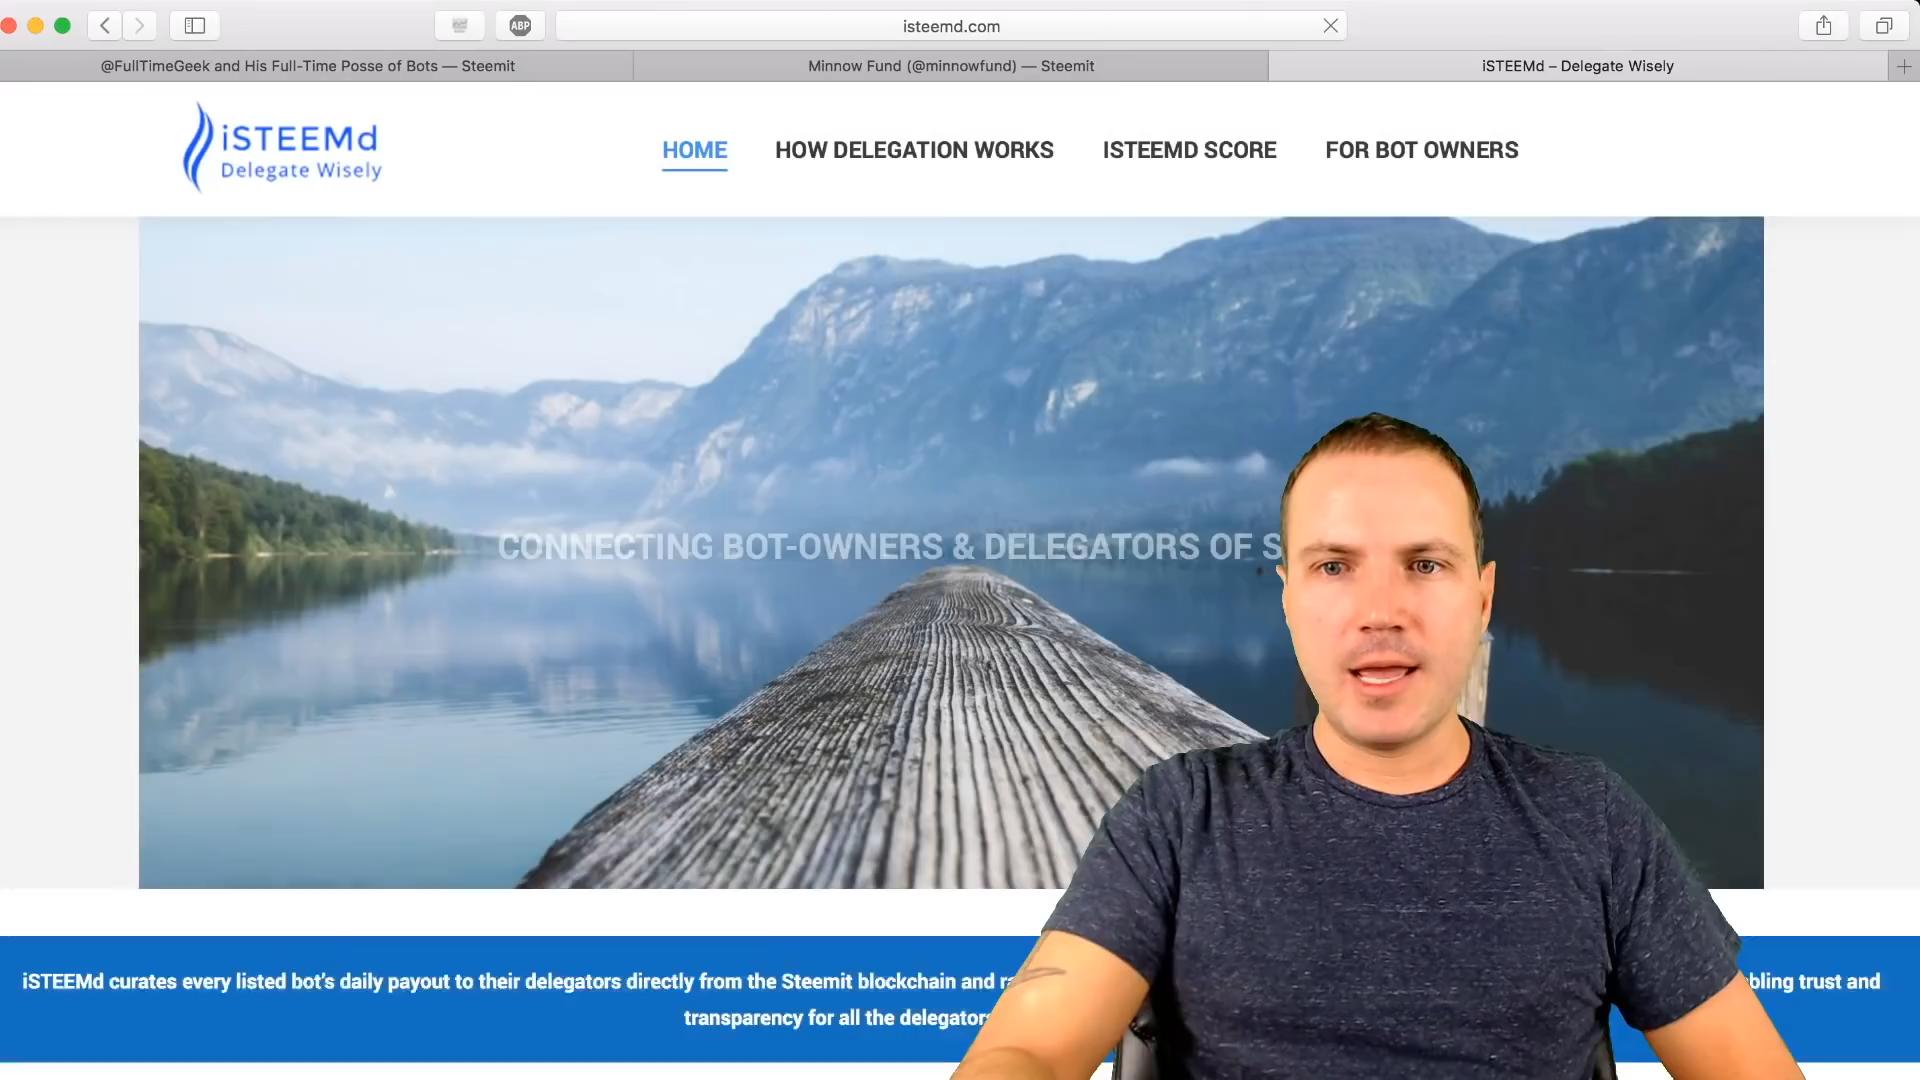 isteemd.com
ABP
@FullTimeGeek and His Full-Time Posse of Bots — Steemit
Minnow Fund (@minnowfund) — Steemit
iSTEEMd – Delegate Wisely
iSTEEMd
Delegate Wisely
HOME
HOW DELEGATION WORKS
ISTEEMD SCORE
FOR BOT OWNERS
CONNECTING BOT-OWNERS & DELEGATORS OF S
iSTEEMd curates every listed bot's daily payout to their delegators directly from the Steemit blockchain and bling trust and
transparency for all the delegators